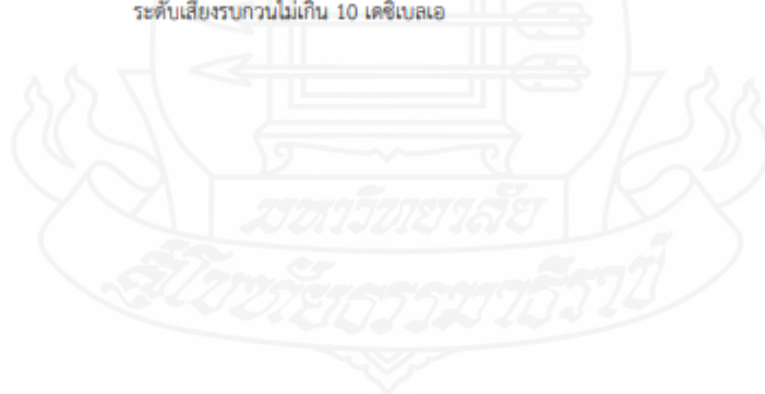 ระดับเสียงรบกวนไม่เกิน 10 เดซิเบลเอ
มหาวิทยาลัย
สุโขทัยธรรมาธิราช